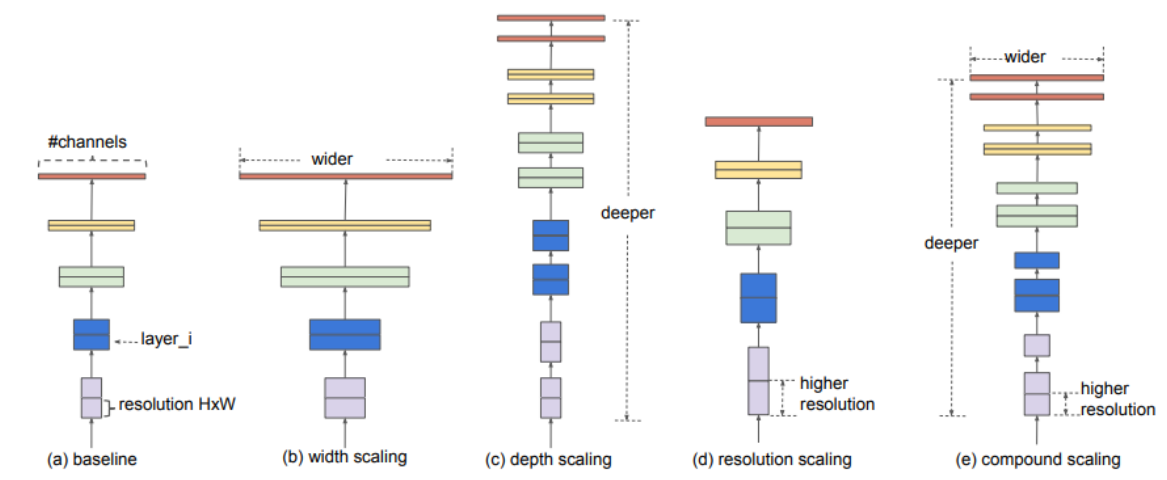 #channels
layer_i
resolution HxW
(a) baseline
wider
(b) width scaling
deeper
(c) depth scaling
higher
resolution
(d) resolution scaling
wider
deeper
higher
resolution
(e) compound scaling